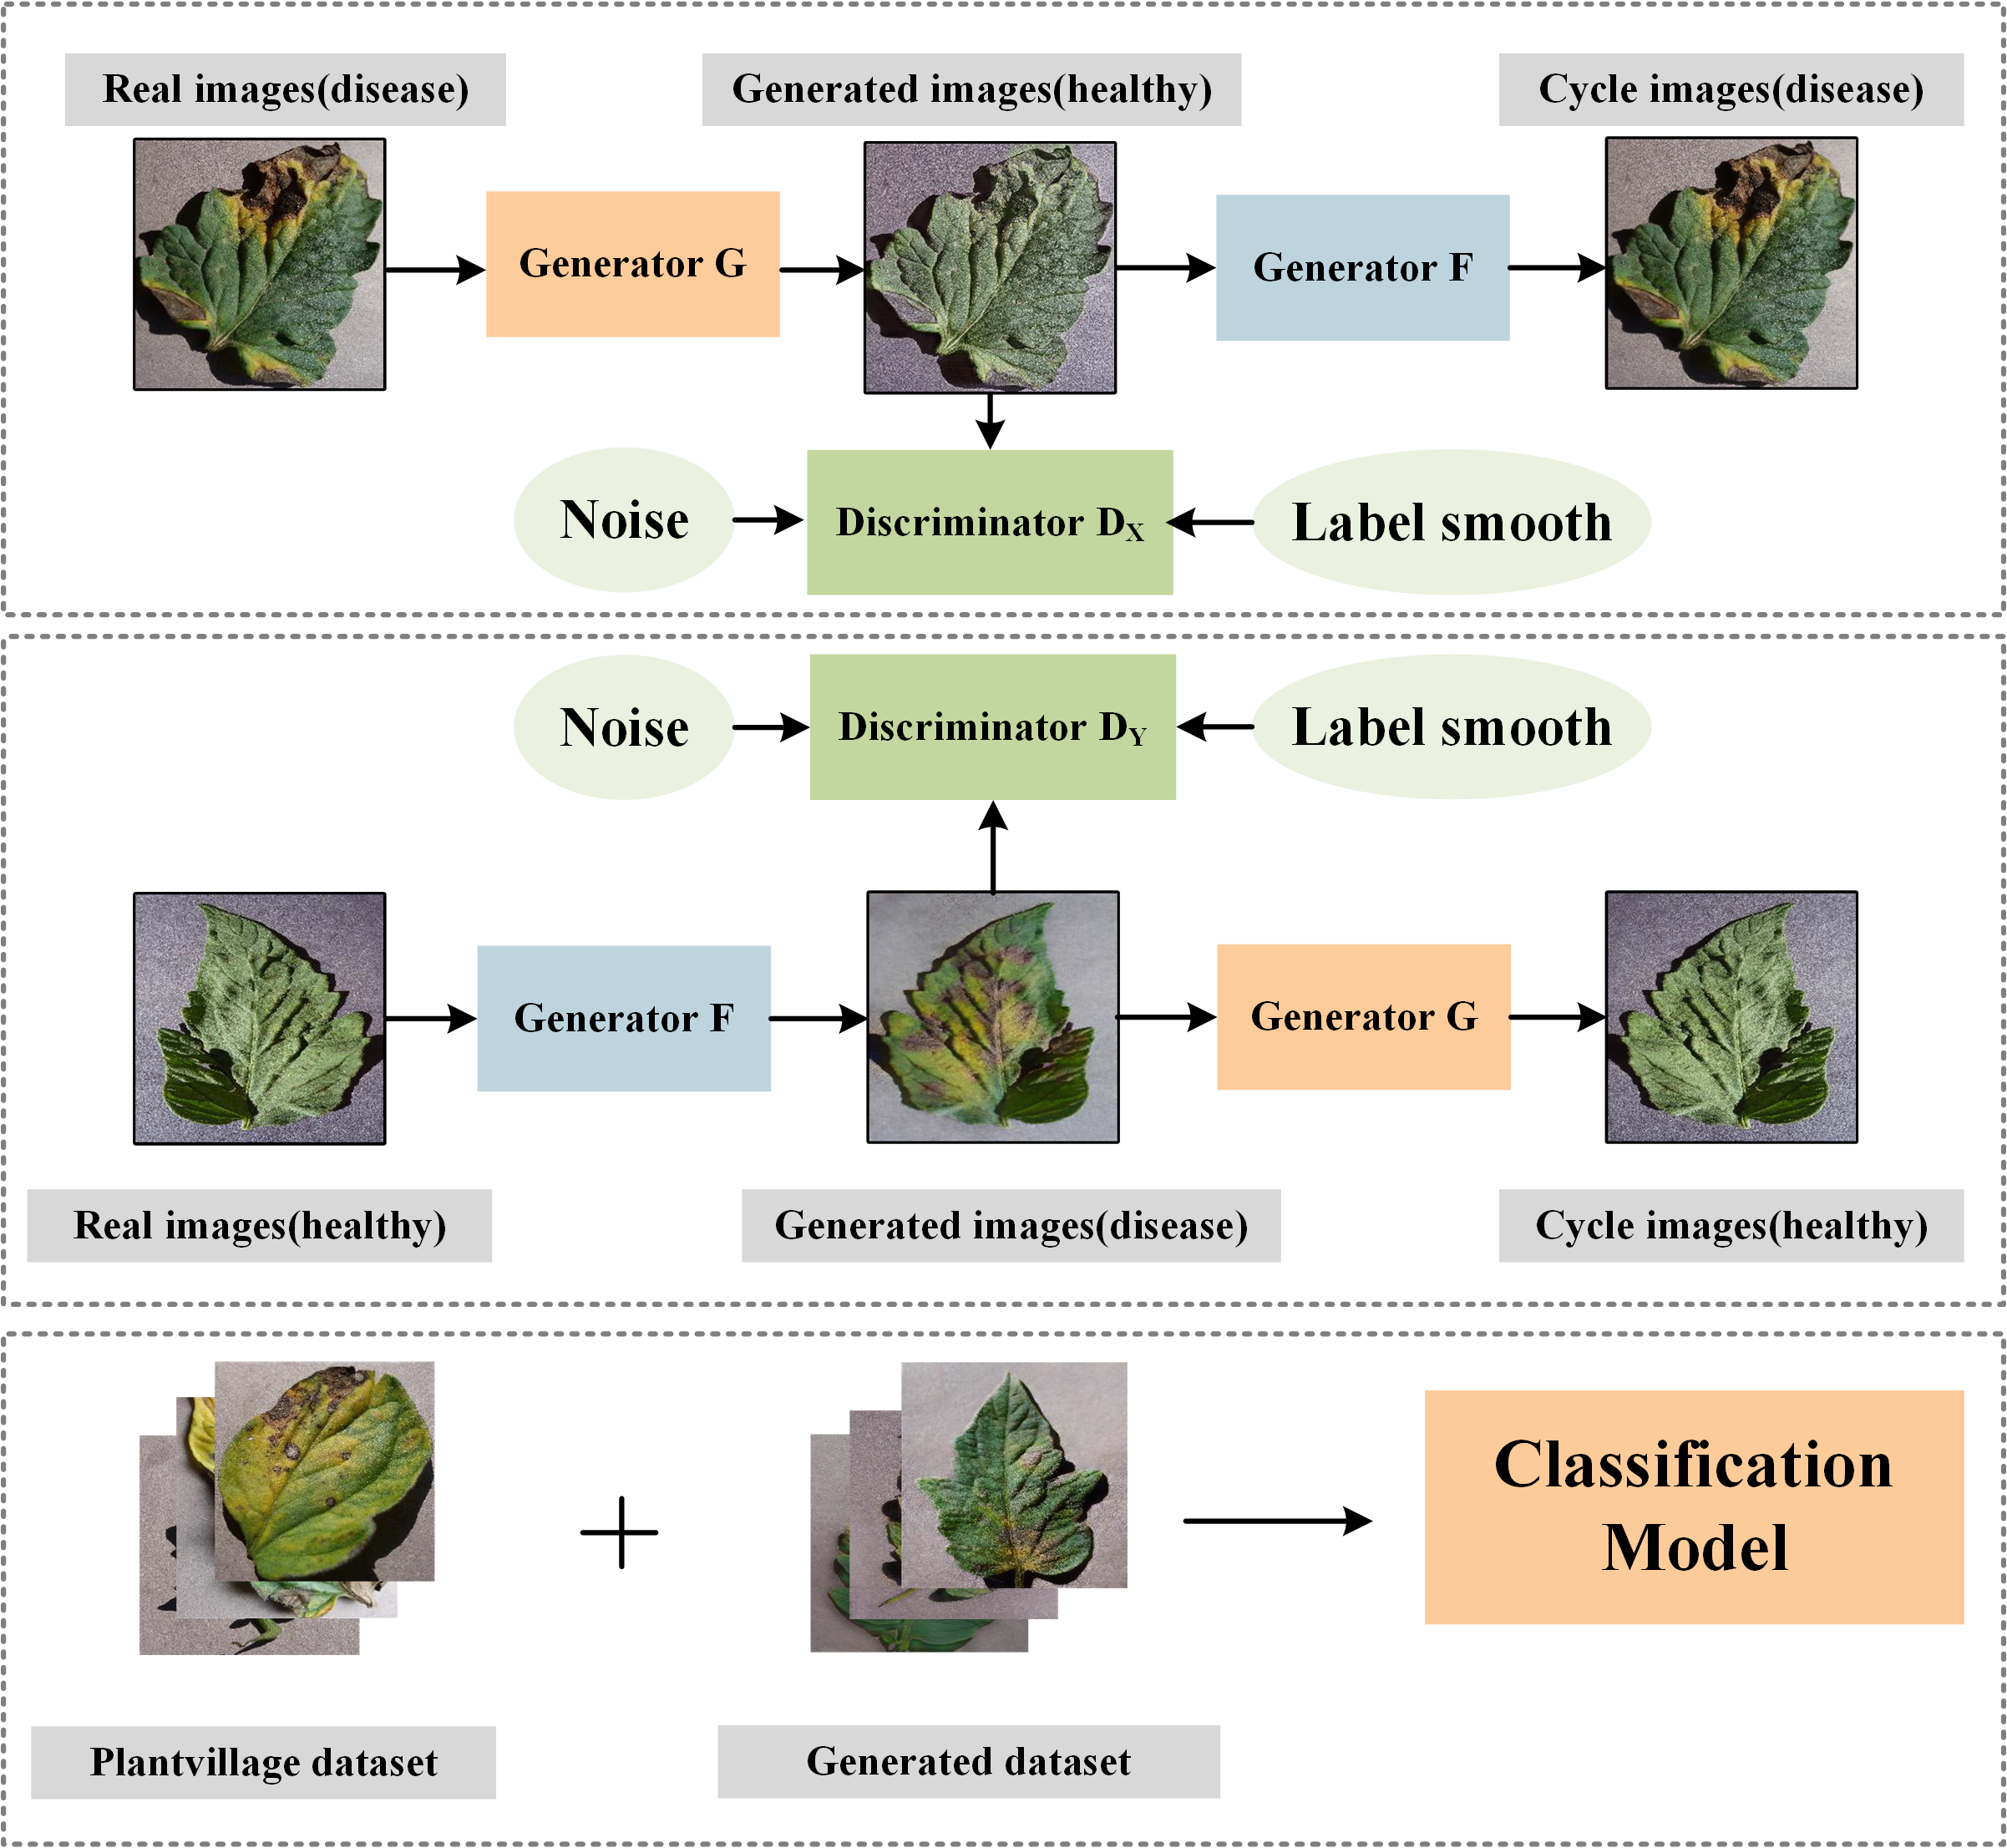 Real images(disease)
Generated images(healthy)
Cycle images(disease)
Generator G
Generator F
Noise
Discriminator D_X
Label smooth
Noise
Discriminator D_Y
Label smooth
Generator F
Generator G
Real images(healthy)
Generated images(disease)
Cycle images(healthy)
Classification
Model
Plantvillage dataset
Generated dataset